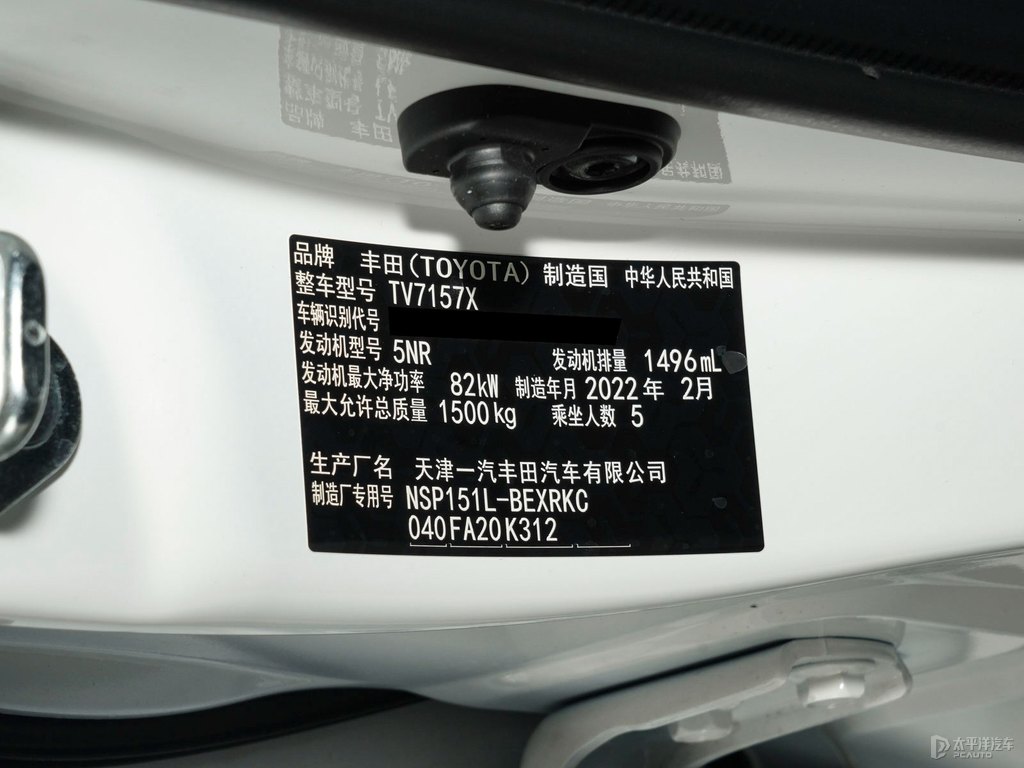 品牌 丰田(TOYOTA) 制造国 中华人民共和国
整车型号 TV7157X
车辆识别代号
发动机型号 5NR 发动机排量 1496mL
发动机最大净功率 82kW 制造年月 2022年 2月
最大允许总质量 1500kg 乘坐人数 5
生产厂名 天津一汽丰田汽车有限公司
制造厂专用号 NSP151L-BEXRKC
040FA20K312
太平洋汽车
PCAUTO